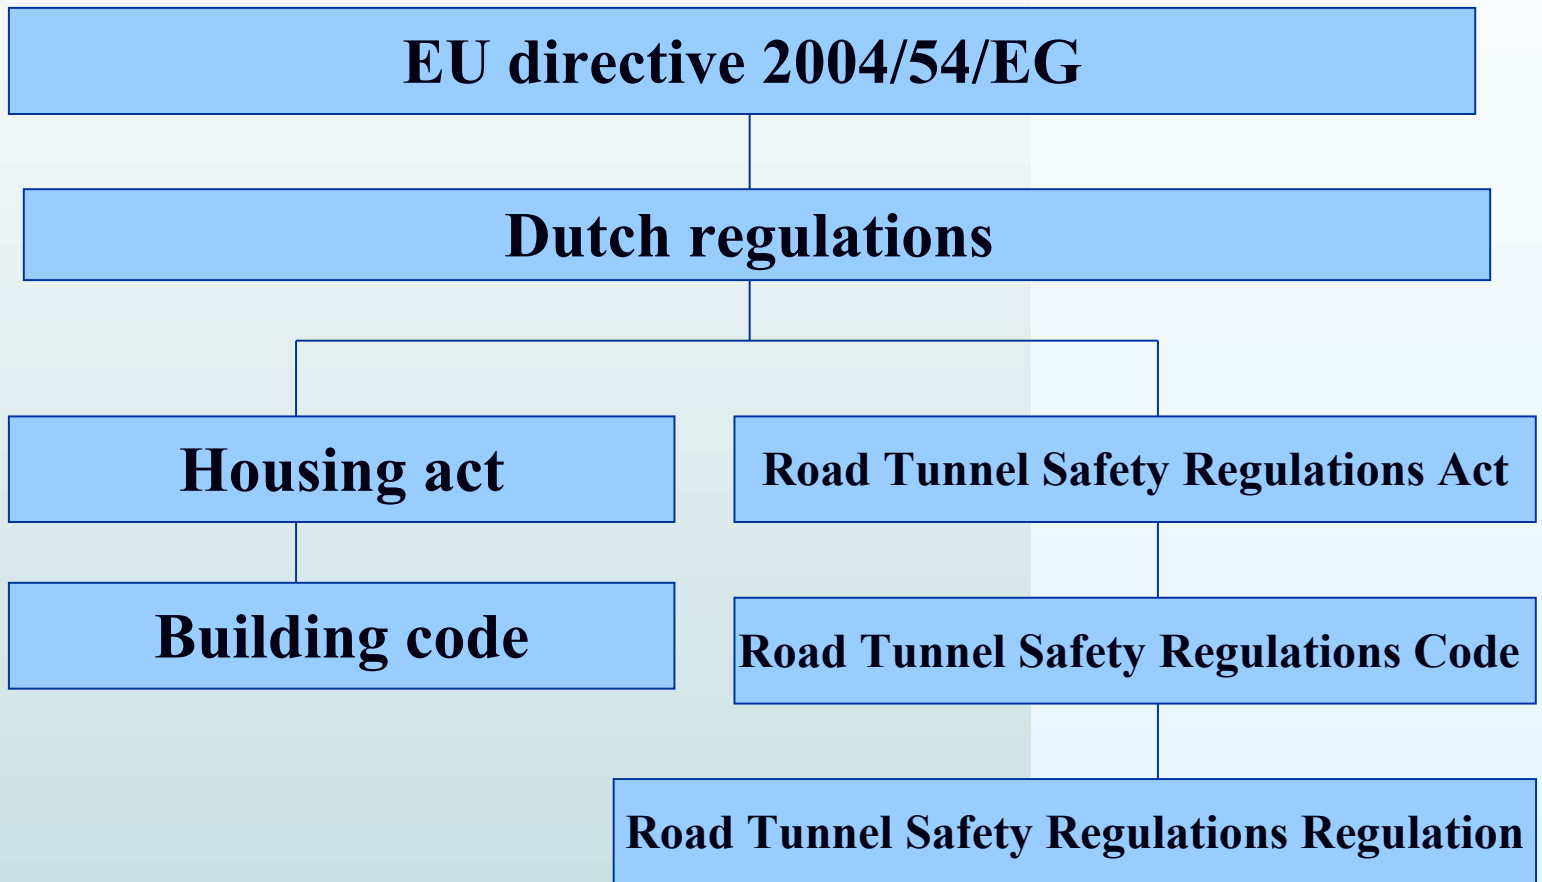 EU directive 2004/54/EG
Dutch regulations
Housing act
Road Tunnel Safety Regulations Act
Building code
Road Tunnel Safety Regulations Code
Road Tunnel Safety Regulations Regulation